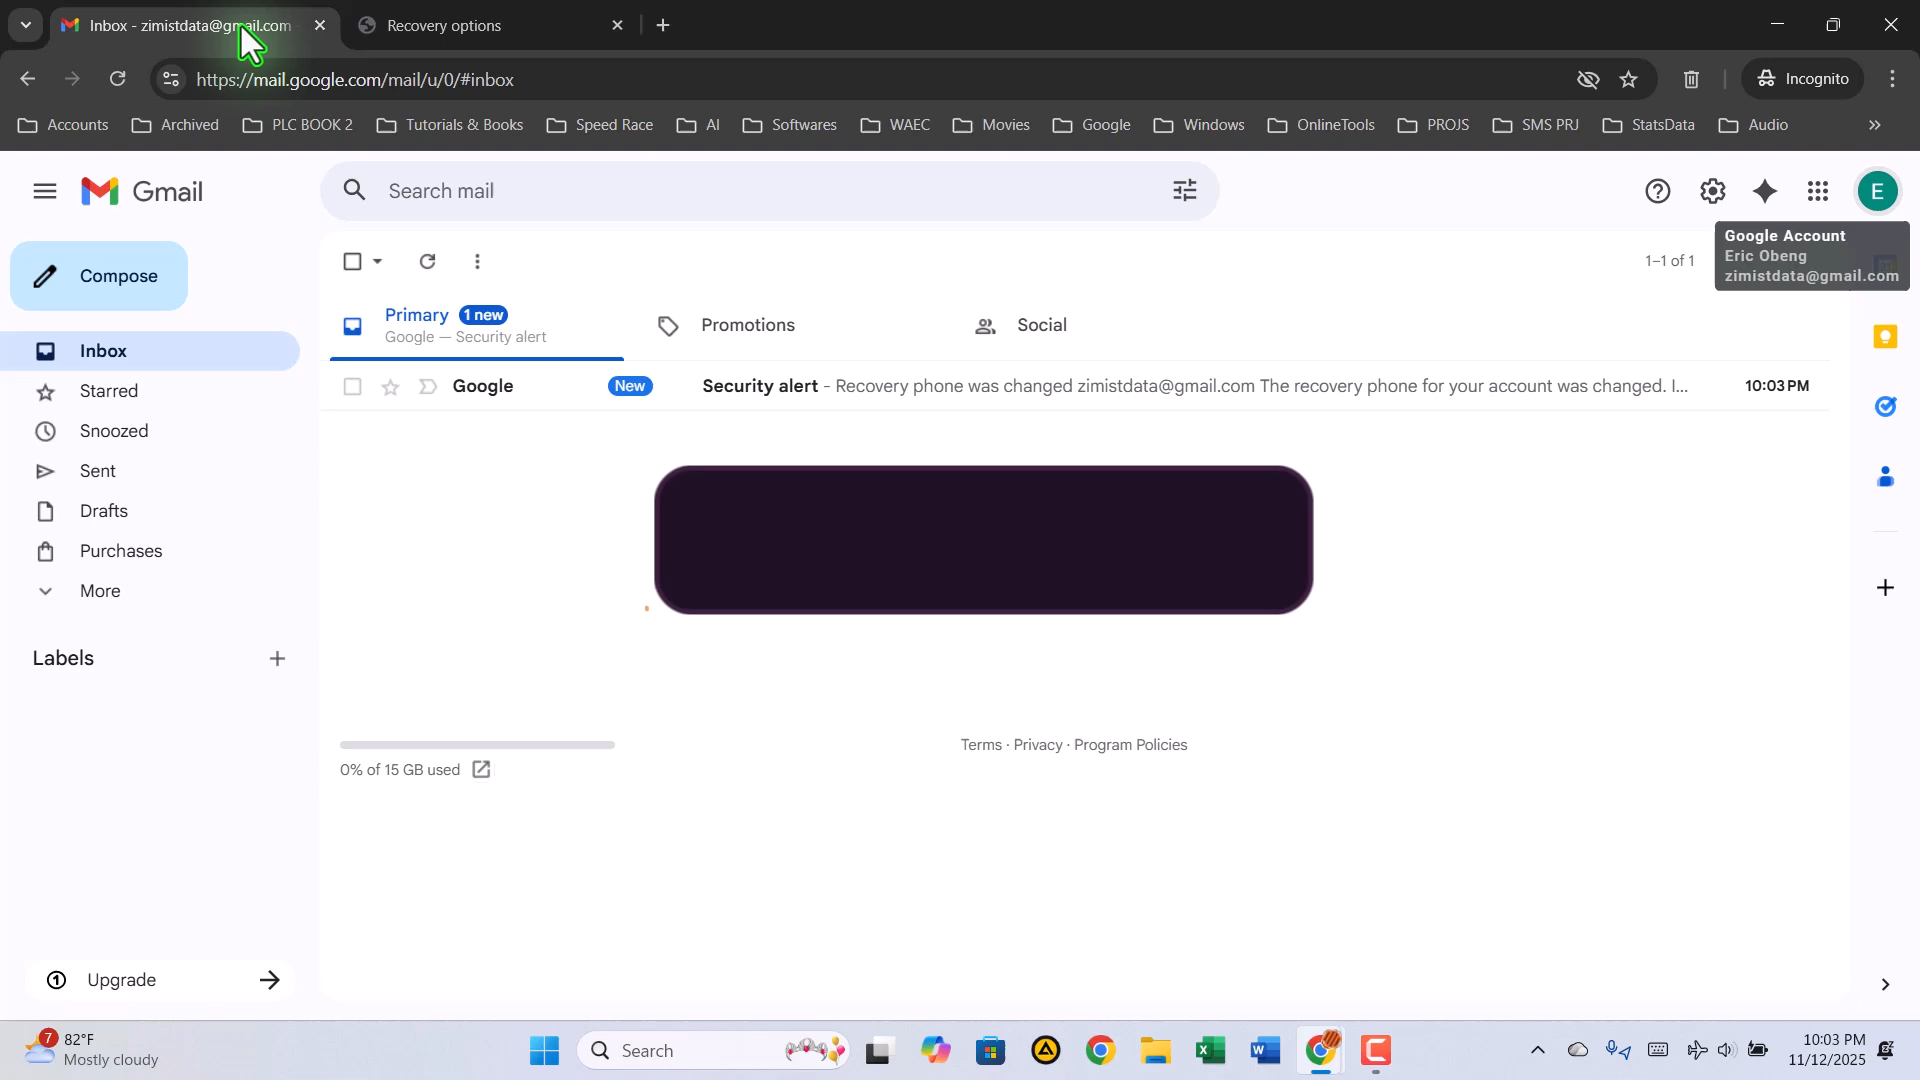 Inbox - zimistdata@gmail.com
Recovery options
https://mail.google.com/mail/u/0/#inbox
Incognito
Accounts
Archived
PLC BOOK 2
Tutorials & Books
Speed Race
AI
Softwares
WAEC
Movies
Google
Windows
OnlineTools
PROJS
SMS PRJ
StatsData
Audio
Gmail
Search mail
E
Google Account
Eric Obeng
zimistdata@gmail.com
Compose
1–1 of 1
Primary 1 new
Google — Security alert
Promotions
Social
Inbox
Starred
Snoozed
Sent
Drafts
Purchases
More
Google New Security alert - Recovery phone was changed zimistdata@gmail.com The recovery phone for your account was changed. I... 10:03 PM
Labels
Terms · Privacy · Program Policies
0% of 15 GB used
Upgrade
7
82°F
Mostly cloudy
Search
10:03 PM
11/12/2025